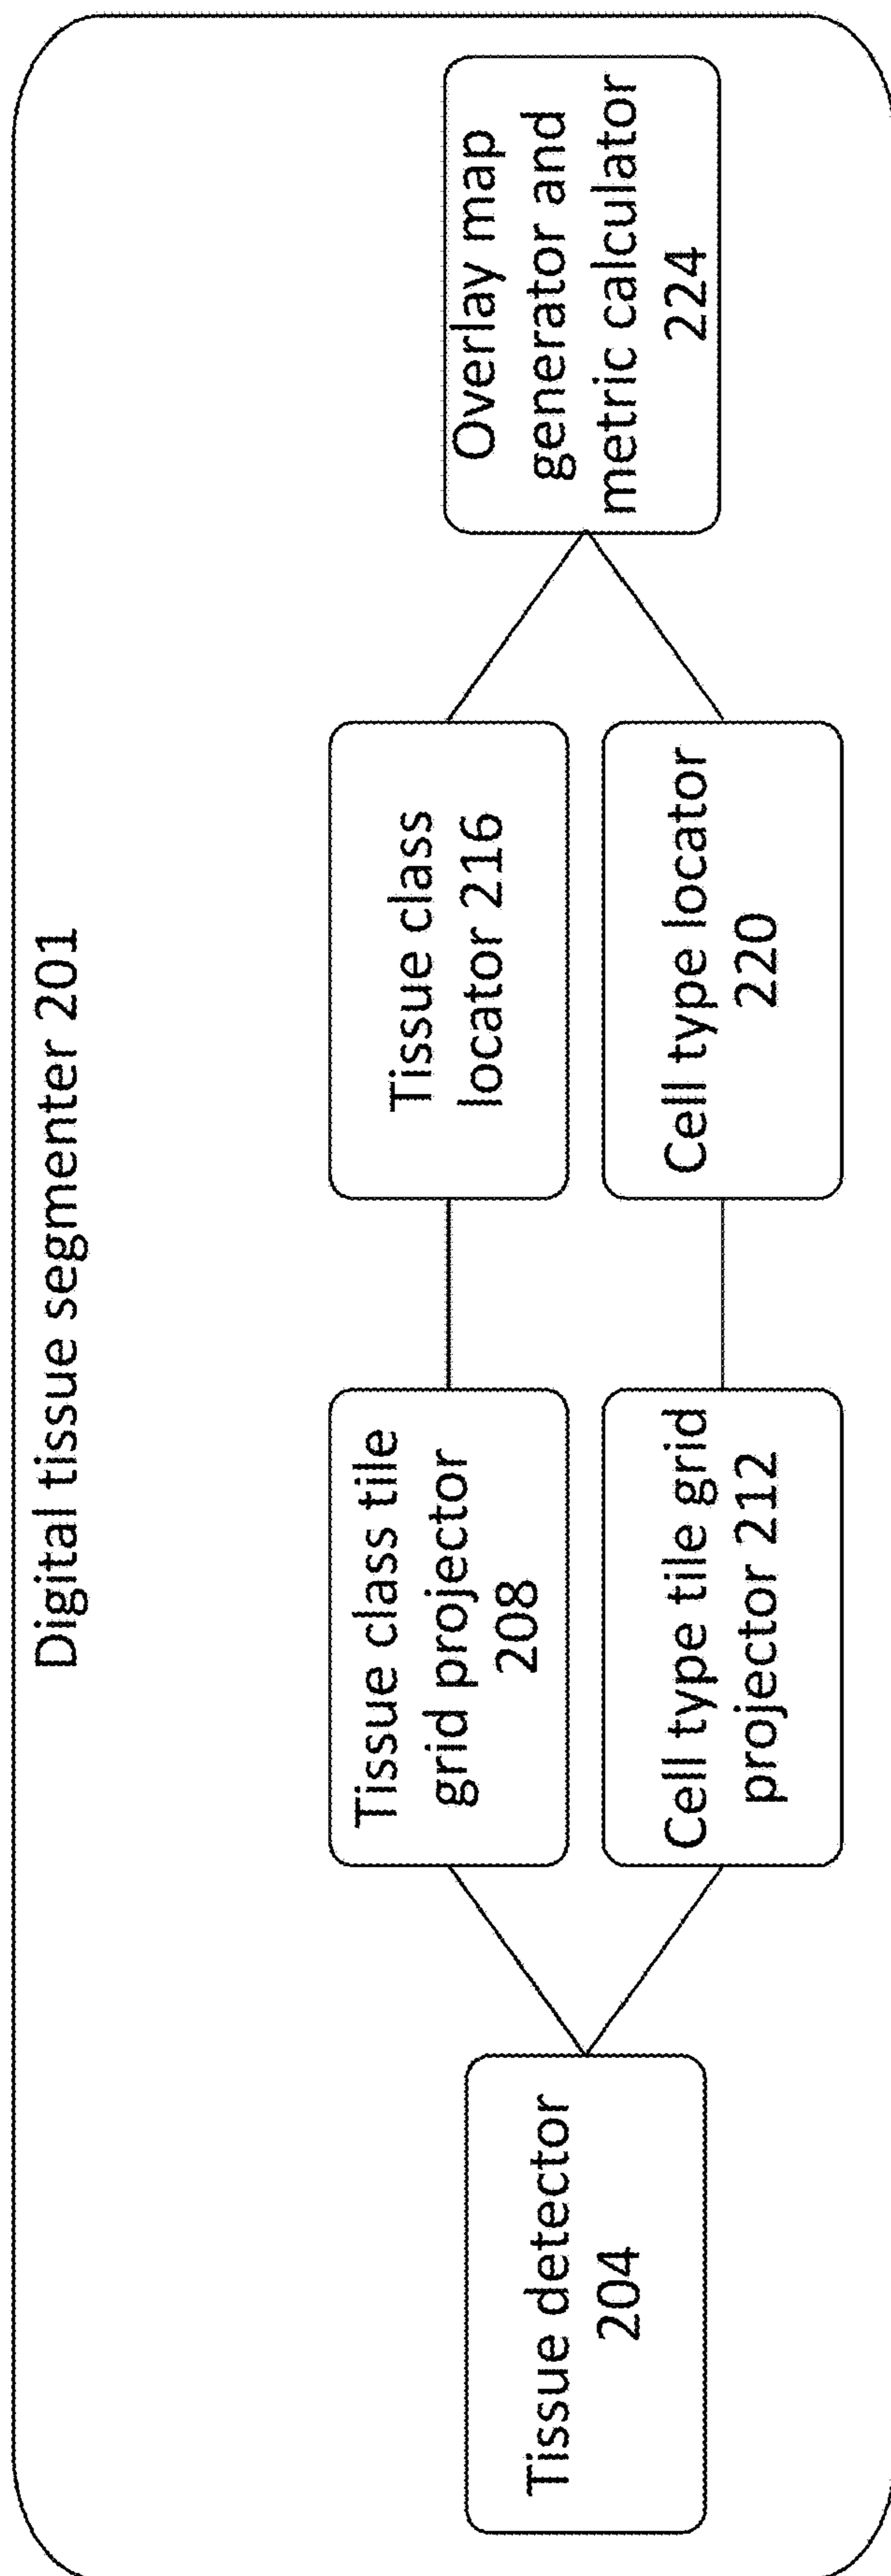 Digital tissue segmenter 201
Tissue detector
204
Tissue class tile
grid projector
208
Cell type tile grid
projector 212
Tissue class
locator 216
Cell type locator
220
Overlay map
generator and
metric calculator
224